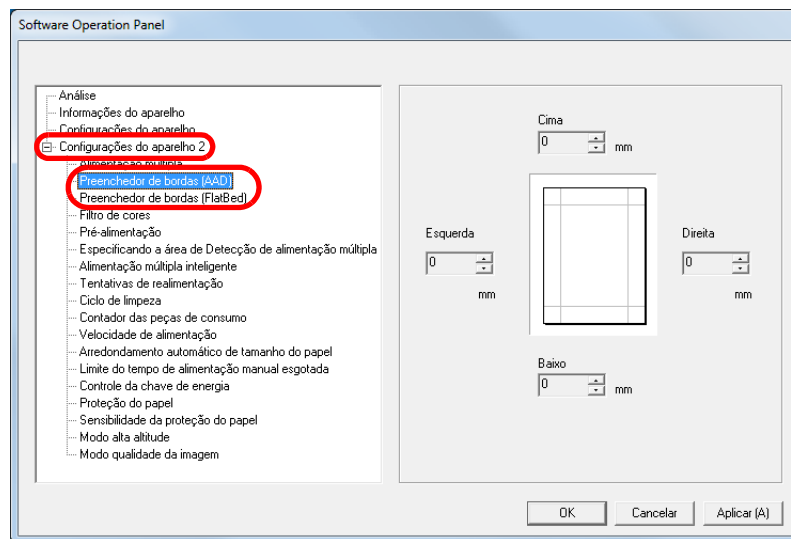 Software Operation Panel
Análise
Informações do aparelho
Configurações do aparelho
Configurações do aparelho 2
Alimentação múltipla
Preenchedor de bordas (AAD)
Preenchedor de bordas (FlatBed)
Filtro de cores
Pré-alimentação
Especificando a área de Detecção de alimentação múltipla
Alimentação múltipla inteligente
Tentativas de realimentação
Ciclo de limpeza
Contador das peças de consumo
Velocidade de alimentação
Arredondamento automático de tamanho do papel
Limite do tempo de alimentação manual esgotada
Controle da chave de energia
Proteção do papel
Sensibilidade da proteção do papel
Modo alta altitude
Modo qualidade da imagem
Cima
0 mm
Esquerda
0
mm
Direita
0
mm
Baixo
0 mm
OK Cancelar Aplicar (A)